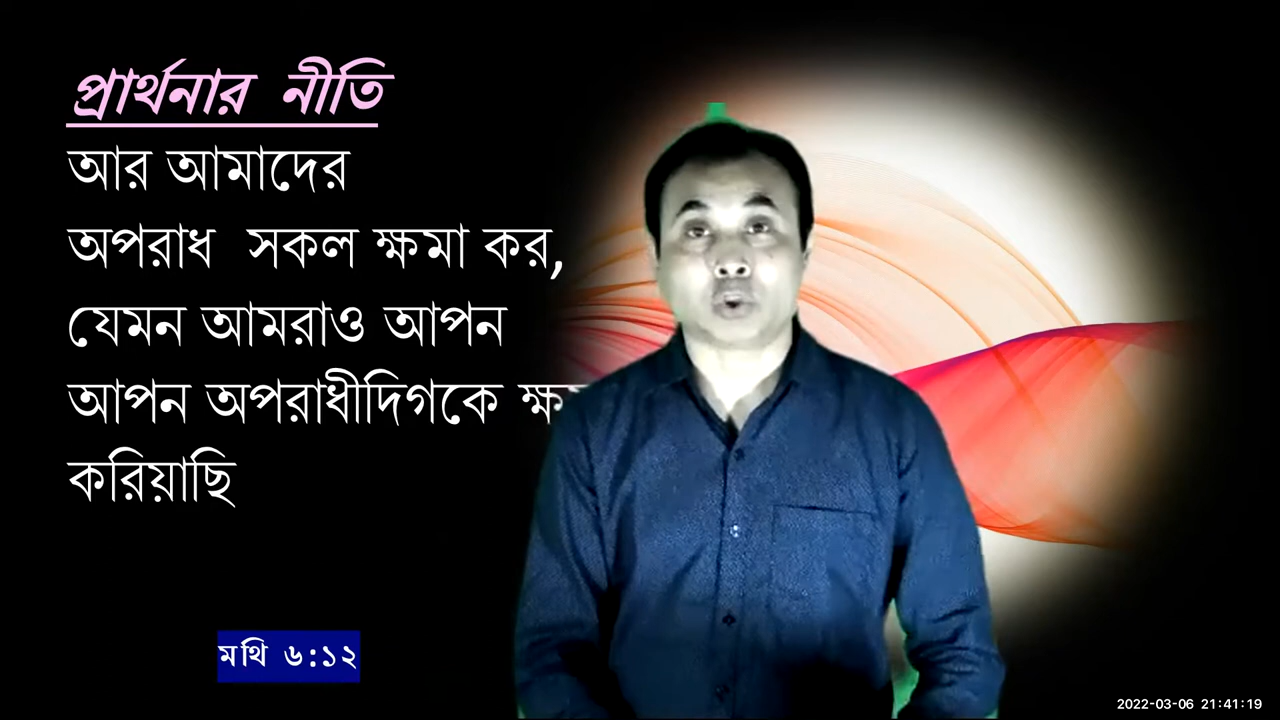 প্রার্থনার নীতি
আর আমাদের
অপরাধ সকল ক্ষমা কর,
যেমন আমরাও আপন
আপন অপরাধীদিগকে
করিয়াছি
মথি ৬:১২
2022-03-06 21:41:19